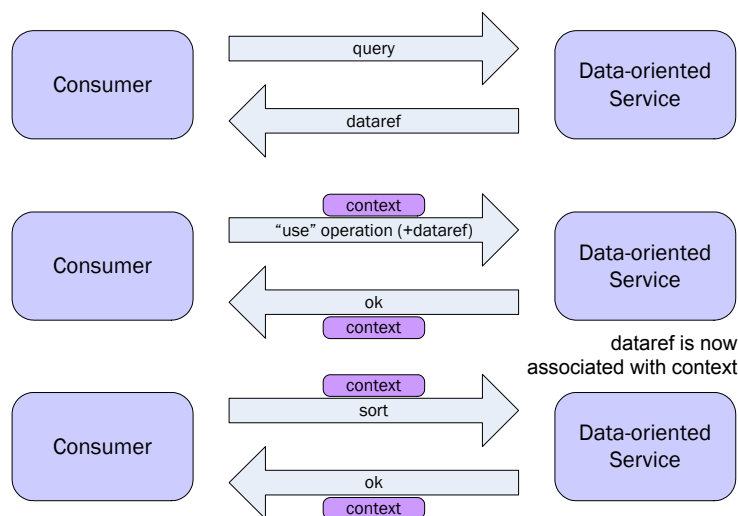 Consumer
query
dataref
Data-oriented
Service
Consumer
context
“use” operation (+dataref)
ok
context
Data-oriented
Service
dataref is now
associated with context
Consumer
context
sort
ok
context
Data-oriented
Service